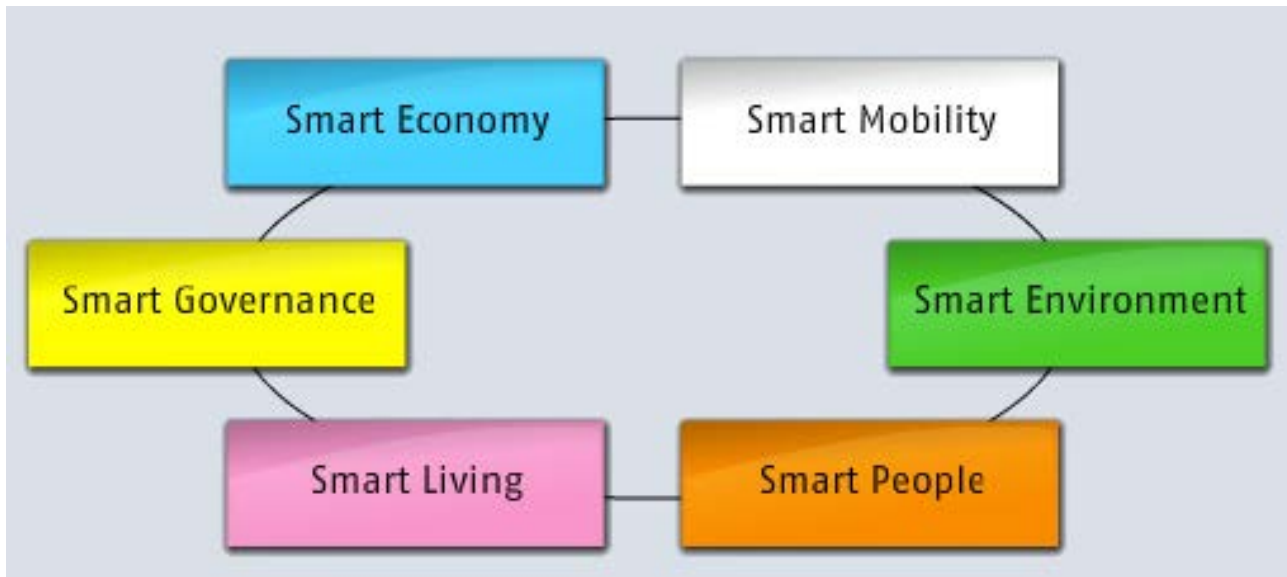 Smart Economy
Smart Mobility
Smart Governance
Smart Environment
Smart Living
Smart People